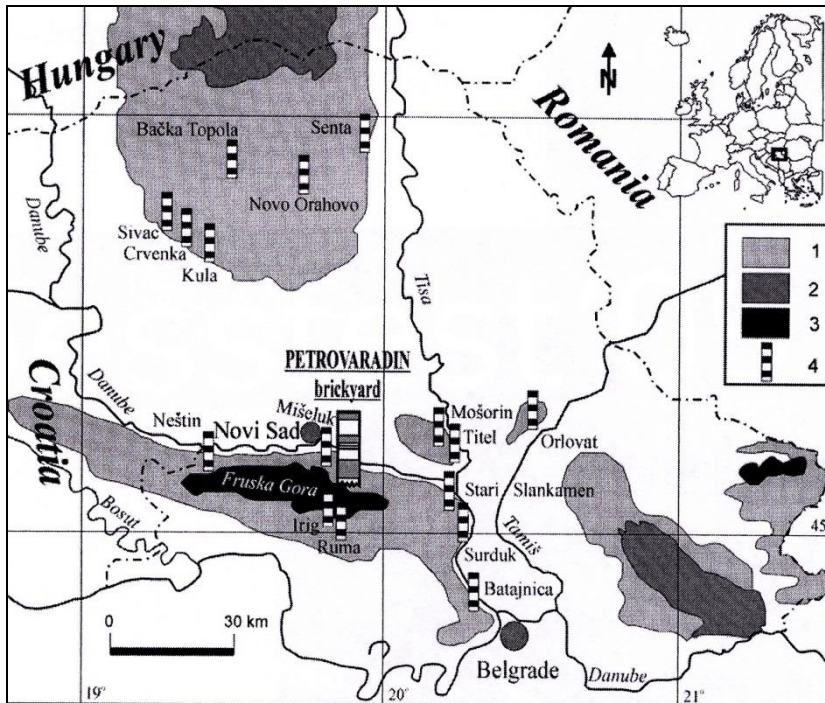 Hungary
Romania
N
Bačka Topola
Senta
Novo Orahovo
Sivac
Crvenka
Kula
Danube
Tisa
1
2
3
4
PETROVARADIN
brickyard
Croatia
Danube
Neštin
Novi Sad
Mišeluk
Mošorin
Titel
Orlovat
Fruska Gora
Stari Slankamen
Irig
Ruma
Bosut
Tamiš
45
Surduk
Batajnica
0 30 km
Belgrade
Danube
19°
20°
21°